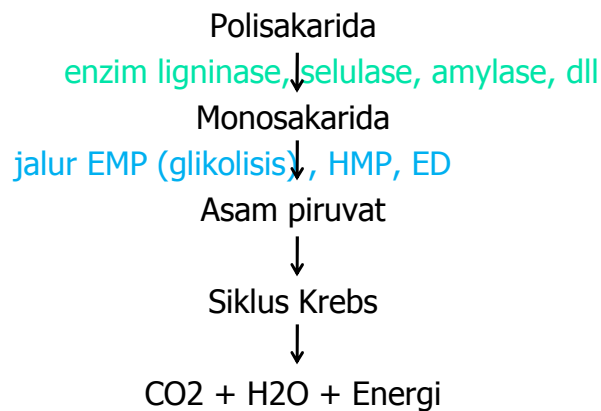 Polisakarida
enzim ligninase, selulase, amylase, dll
Monosakarida
jalur EMP (glikolisis) , HMP, ED
Asam piruvat
Siklus Krebs
CO2 + H2O + Energi